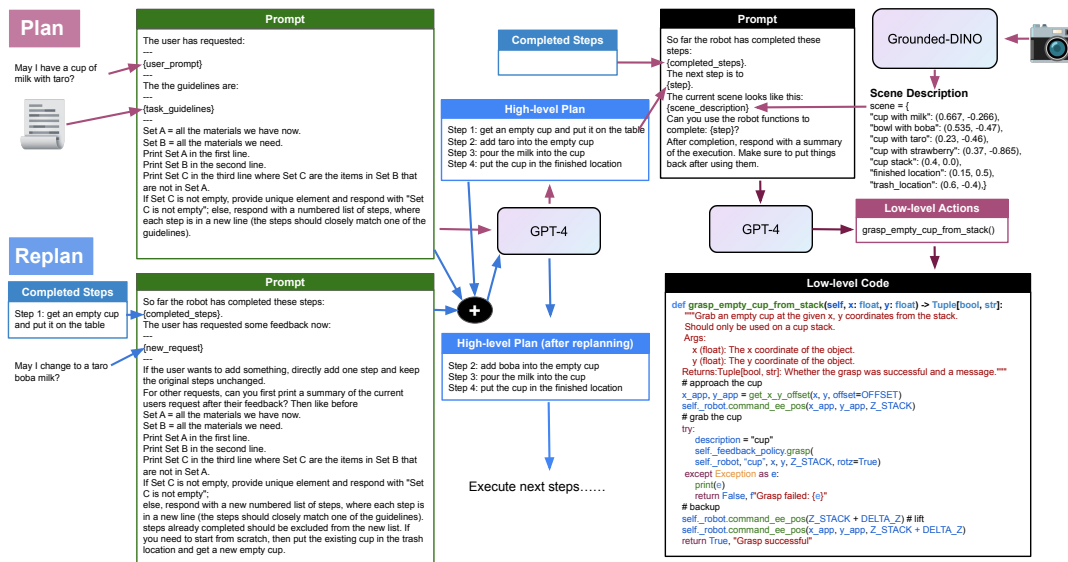 Plan
May I have a cup of
milk with taro?
Prompt
The user has requested:
---
{user_prompt}
---
The the guidelines are:
---
{task_guidelines}
---
Set A = all the materials we have now.
Set B = all the materials we need.
Print Set A in the first line.
Print Set B in the second line.
Print Set C in the third line where Set C are the items in Set B that
are not in Set A.
If Set C is not empty, provide unique element and respond with "Set
C is not empty"; else, respond with a numbered list of steps, where
each step is in a new line (the steps should closely match one of the
guidelines).
Completed Steps
High-level Plan
Step 1: get an empty cup and put it on the table
Step 2: add taro into the empty cup
Step 3: pour the milk into the cup
Step 4: put the cup in the finished location
GPT-4
Prompt
So far the robot has completed these
steps:
{completed_steps}.
The next step is to
{step}.
The current scene looks like this:
{scene_description}
Can you use the robot functions to
complete: {step}?
After completion, respond with a summary
of the execution. Make sure to put things
back after using them.
Grounded-DINO
Scene Description
scene = {
"cup with milk": (0.667, -0.266),
"bowl with boba": (0.535, -0.47),
"cup with taro": (0.23, -0.46),
"cup with strawberry": (0.37, -0.865),
"cup stack": (0.4, 0.0),
"finished location": (0.15, 0.5),
"trash_location": (0.6, -0.4),}
GPT-4
Low-level Actions
grasp_empty_cup_from_stack()
Replan
Completed Steps
Step 1: get an empty cup
and put it on the table
May I change to a taro
boba milk?
Prompt
So far the robot has completed these steps:
{completed_steps}.
The user has requested some feedback now:
---
{new_request}
---
If the user wants to add something, directly add one step and keep
the original steps unchanged.
For other requests, can you first print a summary of the current
users request after their feedback? Then like before
Set A = all the materials we have now.
Set B = all the materials we need.
Print Set A in the first line.
Print Set B in the second line.
Print Set C in the third line where Set C are the items in Set B that
are not in Set A.
If Set C is not empty, provide unique element and respond with "Set
C is not empty";
else, respond with a new numbered list of steps, where each step is
in a new line (the steps should closely match one of the guidelines).
steps already completed should be excluded from the new list. If
you need to start from scratch, then put the existing cup in the trash
location and get a new empty cup.
+
High-level Plan (after replanning)
Step 2: add boba into the empty cup
Step 3: pour the milk into the cup
Step 4: put the cup in the finished location
Execute next steps……
Low-level Code
def grasp_empty_cup_from_stack(self, x: float, y: float) -> Tuple[bool, str]:
"""Grab an empty cup at the given x, y coordinates from the stack.
Should only be used on a cup stack.
Args:
x (float): The x coordinate of the object.
y (float): The y coordinate of the object.
Returns:Tuple[bool, str]: Whether the grasp was successful and a message."""
# approach the cup
x_app, y_app = get_x_y_offset(x, y, offset=OFFSET)
self._robot.command_ee_pos(x_app, y_app, Z_STACK)
# grab the cup
try:
description = "cup"
self._feedback_policy.grasp(
self._robot, “cup”, x, y, Z_STACK, rotz=True)
except Exception as e:
print(e)
return False, f"Grasp failed: {e}"
# backup
self._robot.command_ee_pos(Z_STACK + DELTA_Z) # lift
self._robot.command_ee_pos(x_app, y_app, Z_STACK + DELTA_Z)
return True, "Grasp successful"